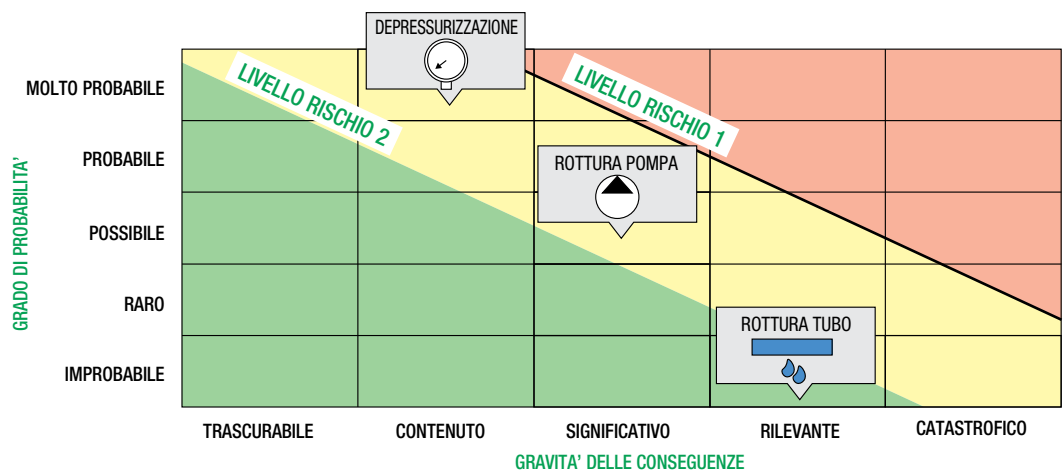 DEPRESSURIZZAZIONE
MOLTO PROBABILE
LIVELLO RISCHIO 2
LIVELLO RISCHIO 1
PROBABILE
ROTTURA POMPA
GRADO DI PROBABILITA'
POSSIBILE
RARO
ROTTURA TUBO
IMPROBABILE
TRASCURABILE
CONTENUTO
SIGNIFICATIVO
RILEVANTE
CATASTROFICO
GRAVITA' DELLE CONSEGUENZE